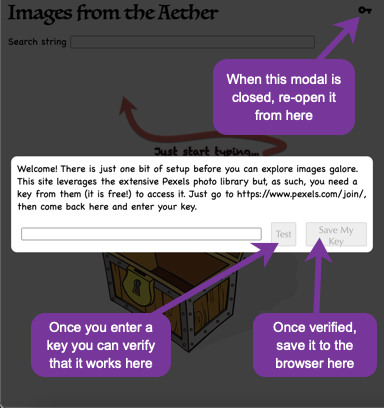 Images from the Aether
Search string
When this modal is
closed, re-open it
from here
Just start typing...
Welcome! There is just one bit of setup before you can explore images galore.
This site leverages the extensive Pexels photo library but, as such, you need a
key from them (it is free!) to access it. Just go to https://www.pexels.com/join/,
then come back here and enter your key.
Test
Save My
Key
Once you enter a
key you can verify
that it works here
Once verified,
save it to the
browser here